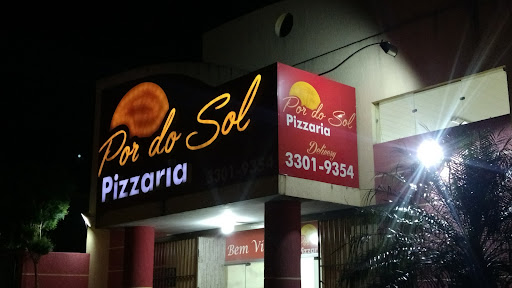 Por do Sol
Pizzaria
3301-9354
Por do Sol
Pizzaria
Delivery
3301-9354
Bem Vi